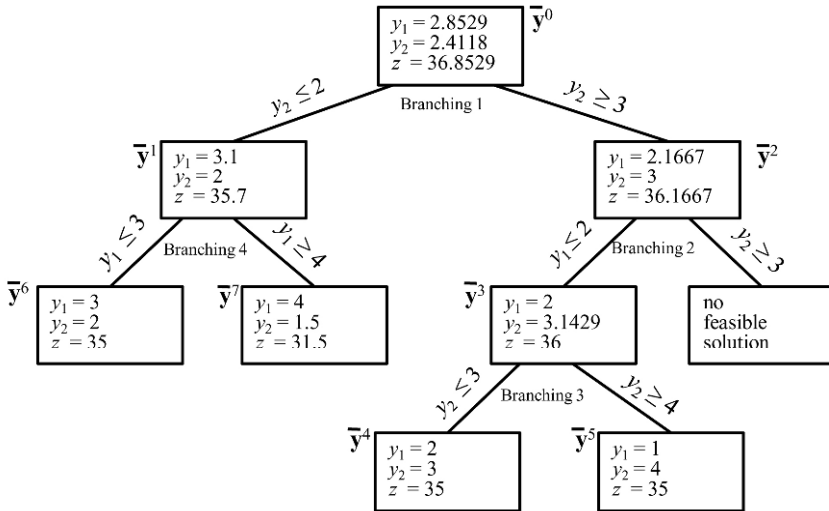 y₁ = 2.8529
y₂ = 2.4118
z = 36.8529
ȳ⁰
y₂ ≤ 2
Branching 1
y₂ ≥ 3
ȳ¹
y₁ = 3.1
y₂ = 2
z = 35.7
y₁ = 2.1667
y₂ = 3
z = 36.1667
ȳ²
y₁ ≤ 3
Branching 4
y₁ ≥ 4
y₁ ≤ 2
Branching 2
y₂ ≥ 3
ȳ⁶
y₁ = 3
y₂ = 2
z = 35
ȳ⁷
y₁ = 4
y₂ = 1.5
z = 31.5
ȳ³
y₁ = 2
y₂ = 3.1429
z = 36
no
feasible
solution
y₂ ≤ 3
Branching 3
y₂ ≥ 4
ȳ⁴
y₁ = 2
y₂ = 3
z = 35
ȳ⁵
y₁ = 1
y₂ = 4
z = 35